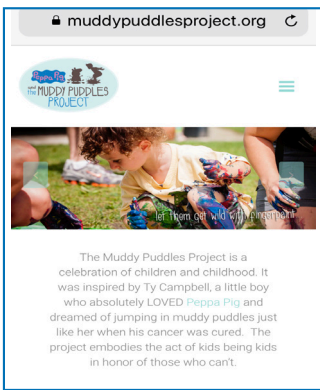 muddypuddlesproject.org
Peppa Pig
and
the MUDDY PUDDLES
PROJECT
let them get wild with fingerpaint
The Muddy Puddles Project is a
celebration of children and childhood. It
was inspired by Ty Campbell, a little boy
who absolutely LOVED Peppa Pig and
dreamed of jumping in muddy puddles just
like her when his cancer was cured. The
project embodies the act of kids being kids
in honor of those who can't.